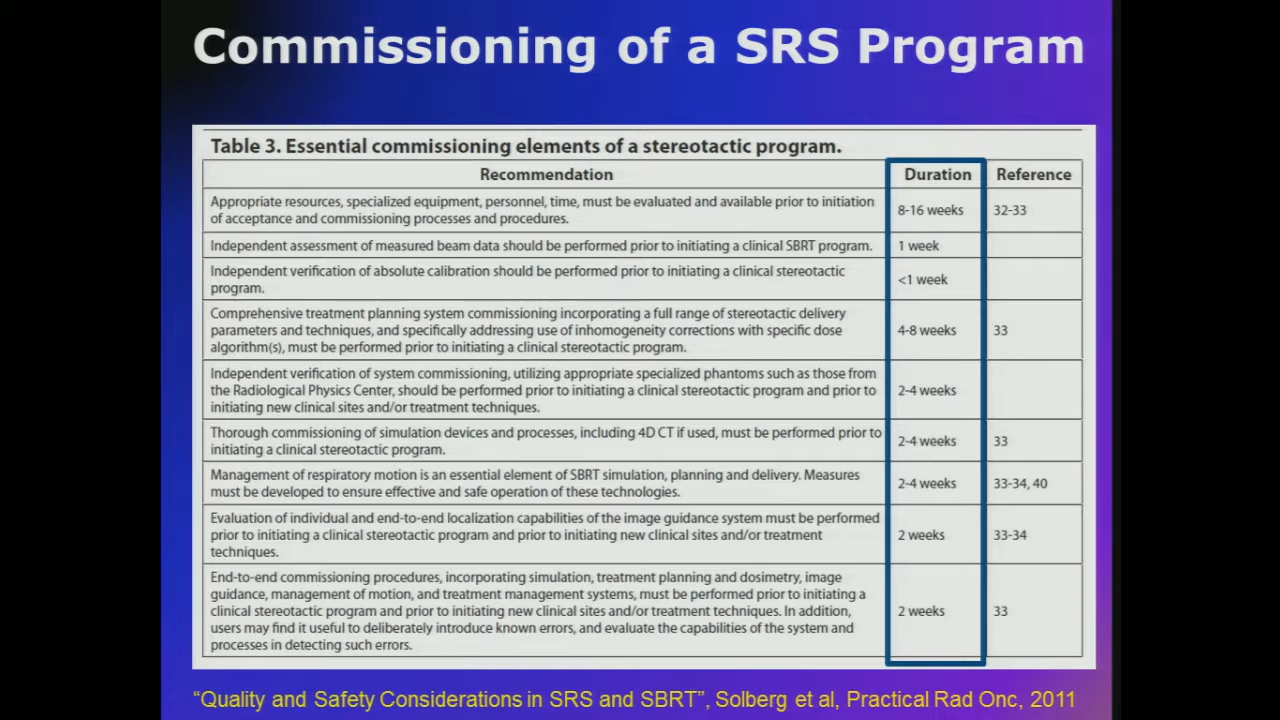 Commissioning of a SRS Program
Table 3. Essential commissioning elements of a stereotactic program.
Recommendation Duration Reference
Appropriate resources, specialized equipment, personnel, time, must be evaluated and available prior to initiation
of acceptance and commissioning processes and procedures.
8-16 weeks 32-33
Independent assessment of measured beam data should be performed prior to initiating a clinical SBRT program. 1 week
Independent verification of absolute calibration should be performed prior to initiating a clinical stereotactic
program.
<1 week
Comprehensive treatment planning system commissioning incorporating a full range of stereotactic delivery
parameters and techniques, and specifically addressing use of inhomogeneity corrections with specific dose
algorithm(s), must be performed prior to initiating a clinical stereotactic program.
4-8 weeks 33
Independent verification of system commissioning, utilizing appropriate specialized phantoms such as those from
the Radiological Physics Center, should be performed prior to initiating a clinical stereotactic program and prior to
initiating new clinical sites and/or treatment techniques.
2-4 weeks
Thorough commissioning of simulation devices and processes, including 4D CT if used, must be performed prior to
initiating a clinical stereotactic program.
2-4 weeks 33
Management of respiratory motion is an essential element of SBRT simulation, planning and delivery. Measures
must be developed to ensure effective and safe operation of these technologies.
2-4 weeks 33-34, 40
Evaluation of individual and end-to-end localization capabilities of the image guidance system must be performed
prior to initiating a clinical stereotactic program and prior to initiating new clinical sites and/or treatment
techniques.
2 weeks 33-34
End-to-end commissioning procedures, incorporating simulation, treatment planning and dosimetry, image
guidance, management of motion, and treatment management systems, must be performed prior to initiating a
clinical stereotactic program and prior to initiating new clinical sites and/or treatment techniques. In addition,
users may find it useful to deliberately introduce known errors, and evaluate the capabilities of the system and
processes in detecting such errors.
2 weeks 33
“Quality and Safety Considerations in SRS and SBRT”, Solberg et al, Practical Rad Onc, 2011